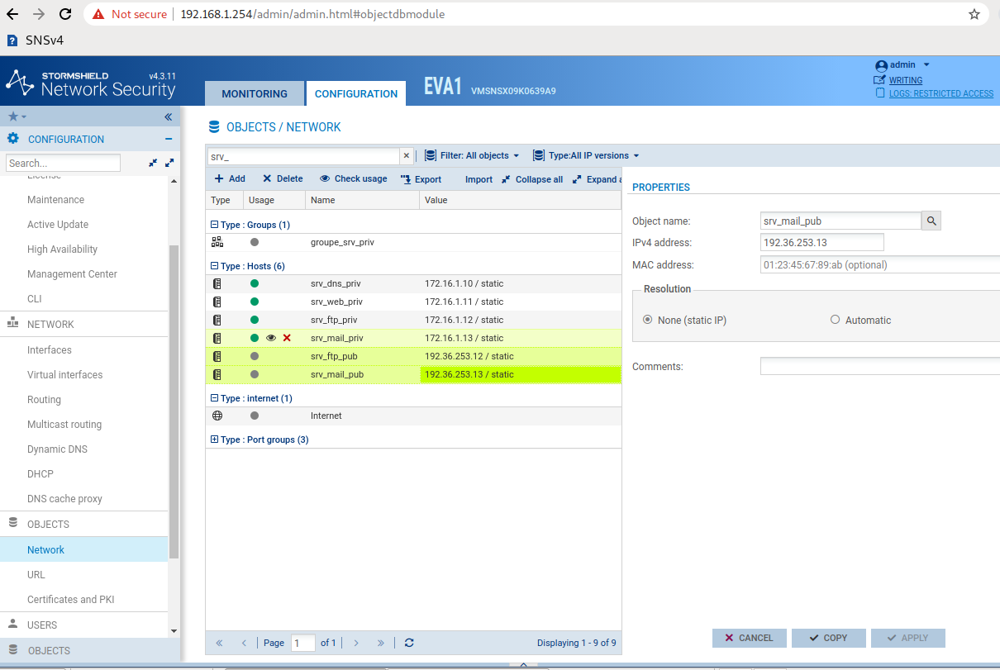 Not secure 192.168.1.254/admin/admin.html#objectdbmodule
SNSv4
STORMSHIELD v4.3.11
Network Security
MONITORING
CONFIGURATION
EVA1 VMSNSX09K0639A9
admin
WRITING
LOGS: RESTRICTED ACCESS
CONFIGURATION
Search...
License
Maintenance
Active Update
High Availability
Management Center
CLI
NETWORK
Interfaces
Virtual interfaces
Routing
Multicast routing
Dynamic DNS
DHCP
DNS cache proxy
OBJECTS
Network
URL
Certificates and PKI
USERS
OBJECTS
OBJECTS / NETWORK
srv_ Filter: All objects Type:All IP versions
Add Delete Check usage Export Import Collapse all Expand a
Type Usage Name Value
Type : Groups (1)
groupe_srv_priv
Type : Hosts (6)
srv_dns_priv 172.16.1.10 / static
srv_web_priv 172.16.1.11 / static
srv_ftp_priv 172.16.1.12 / static
srv_mail_priv 172.16.1.13 / static
srv_ftp_pub 192.36.253.12 / static
srv_mail_pub 192.36.253.13 / static
Type : internet (1)
Internet
Type : Port groups (3)
Page 1 of 1 Displaying 1 - 9 of 9
PROPERTIES
Object name: srv_mail_pub
IPv4 address: 192.36.253.13
MAC address: 01:23:45:67:89:ab (optional)
Resolution
None (static IP) Automatic
Comments:
CANCEL COPY APPLY